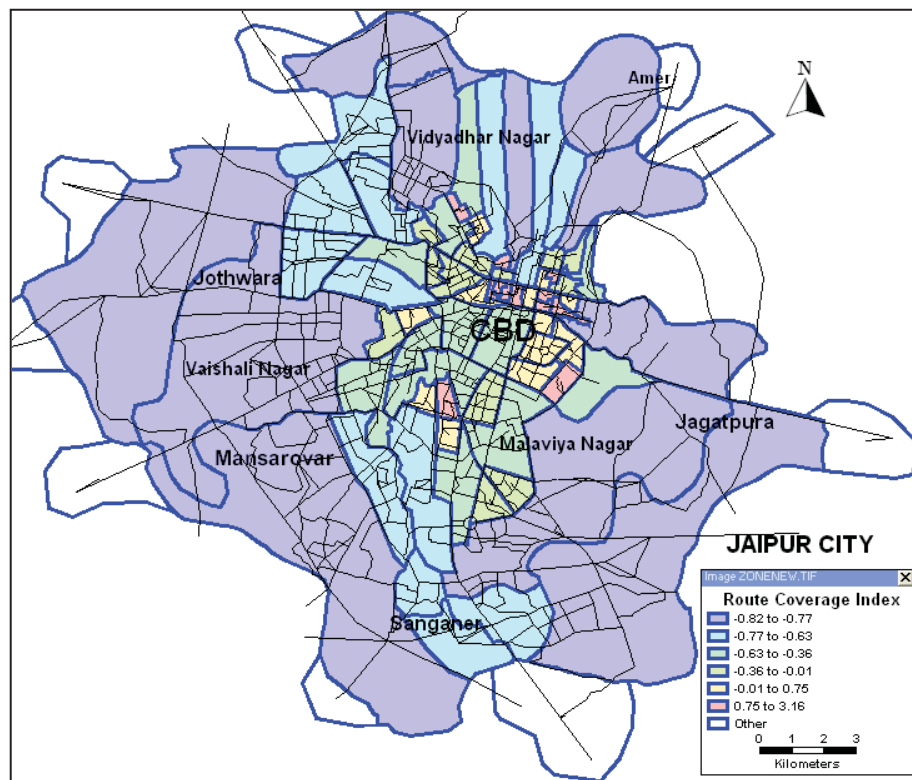 Amer
N
Vidyadhar Nagar
Jothwara
CBD
Vaishali Nagar
Jagatpura
Malaviya Nagar
Mansarovar
JAIPUR CITY
Image ZONENEW.TIF
Route Coverage Index
-0.82 to -0.77
-0.77 to -0.63
-0.63 to -0.36
-0.36 to -0.01
-0.01 to 0.75
0.75 to 3.16
Other
Sanganer
0 1 2 3
Kilometers